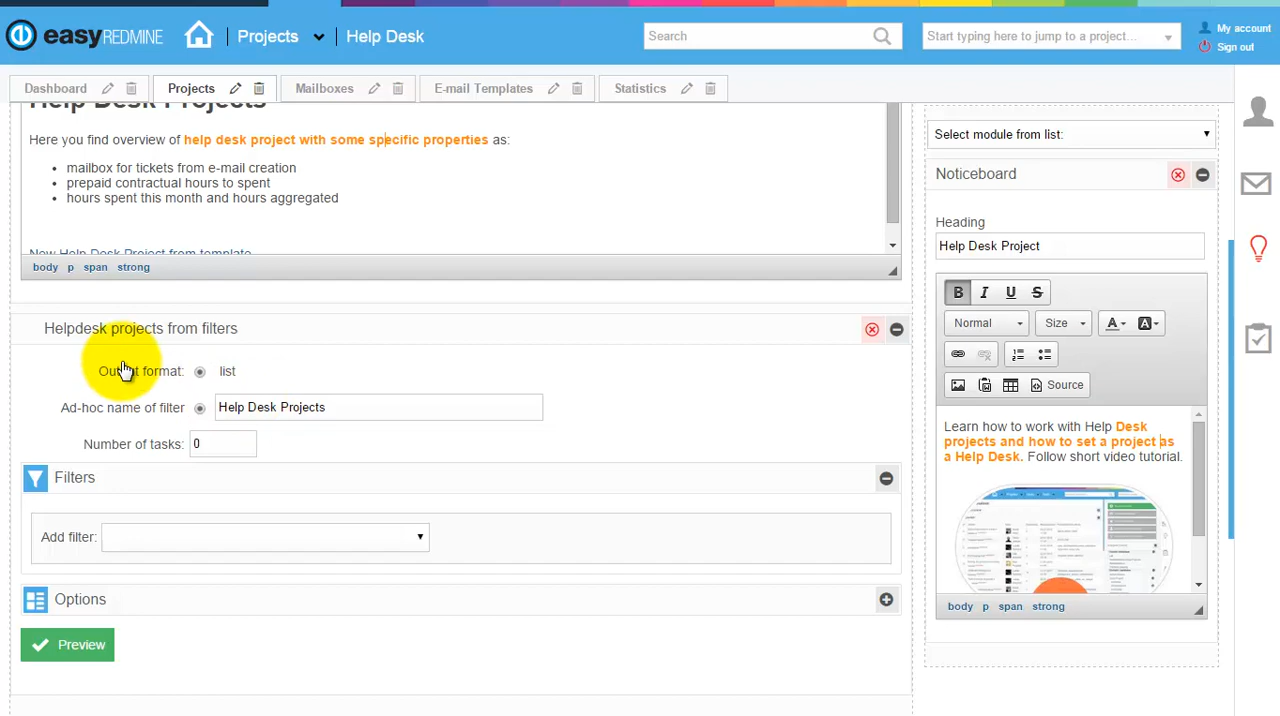 easyREDMINE Projects Help Desk Search Start typing here to jump to a project... My account
Sign out
Dashboard Projects Mailboxes E-mail Templates Statistics
Help Desk Projects
Here you find overview of help desk project with some specific properties as:
mailbox for tickets from e-mail creation
prepaid contractual hours to spent
hours spent this month and hours aggregated
New Help Desk Project from template
body p span strong
Helpdesk projects from filters
Output format: list
Ad-hoc name of filter Help Desk Projects
Number of tasks: 0
Filters
Add filter:
Options
Preview
Select module from list:
Noticeboard
Heading
Help Desk Project
B I U S
Normal Size A A
Source
Learn how to work with Help Desk
projects and how to set a project as
a Help Desk. Follow short video tutorial.
body p span strong